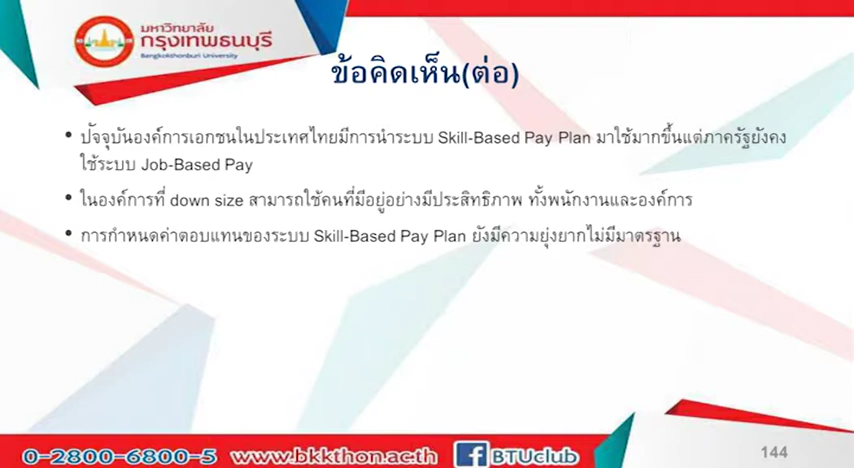 มหาวิทยาลัย
กรุงเทพธนบุรี
Bangkokthonburi University
ข้อคิดเห็น(ต่อ)
• ปัจจุบันองค์การเอกชนในประเทศไทยมีการนำระบบ Skill-Based Pay Plan มาใช้มากขึ้นแต่ภาครัฐยังคง
ใช้ระบบ Job-Based Pay
• ในองค์การที่ down size สามารถใช้คนที่มีอยู่อย่างมีประสิทธิภาพ ทั้งพนักงานและองค์การ
• การกำหนดค่าตอบแทนของระบบ Skill-Based Pay Plan ยังมีความยุ่งยากไม่มีมาตรฐาน
0-2800-6800-5 www.bkkthon.ac.th f BTUclub
144